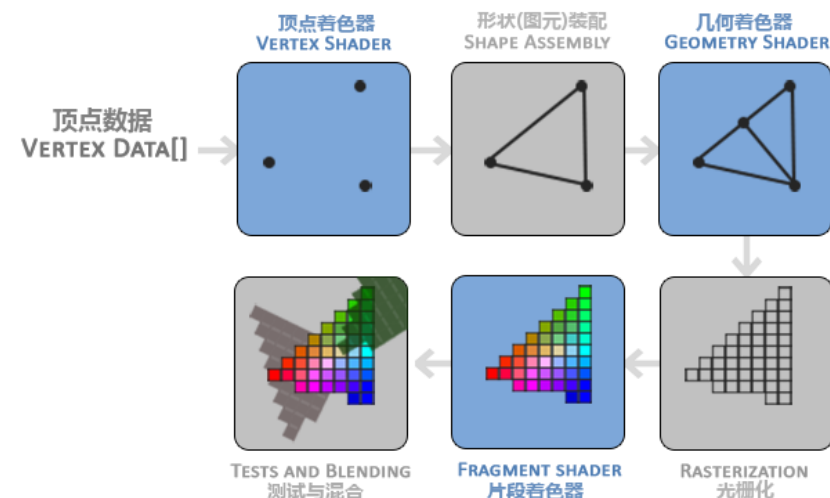 顶点着色器
VERTEX SHADER
形状(图元)装配
SHAPE ASSEMBLY
几何着色器
GEOMETRY SHADER
顶点数据
VERTEX DATA[]
TESTS AND BLENDING
测试与混合
FRAGMENT SHADER
片段着色器
RASTERIZATION
光栅化